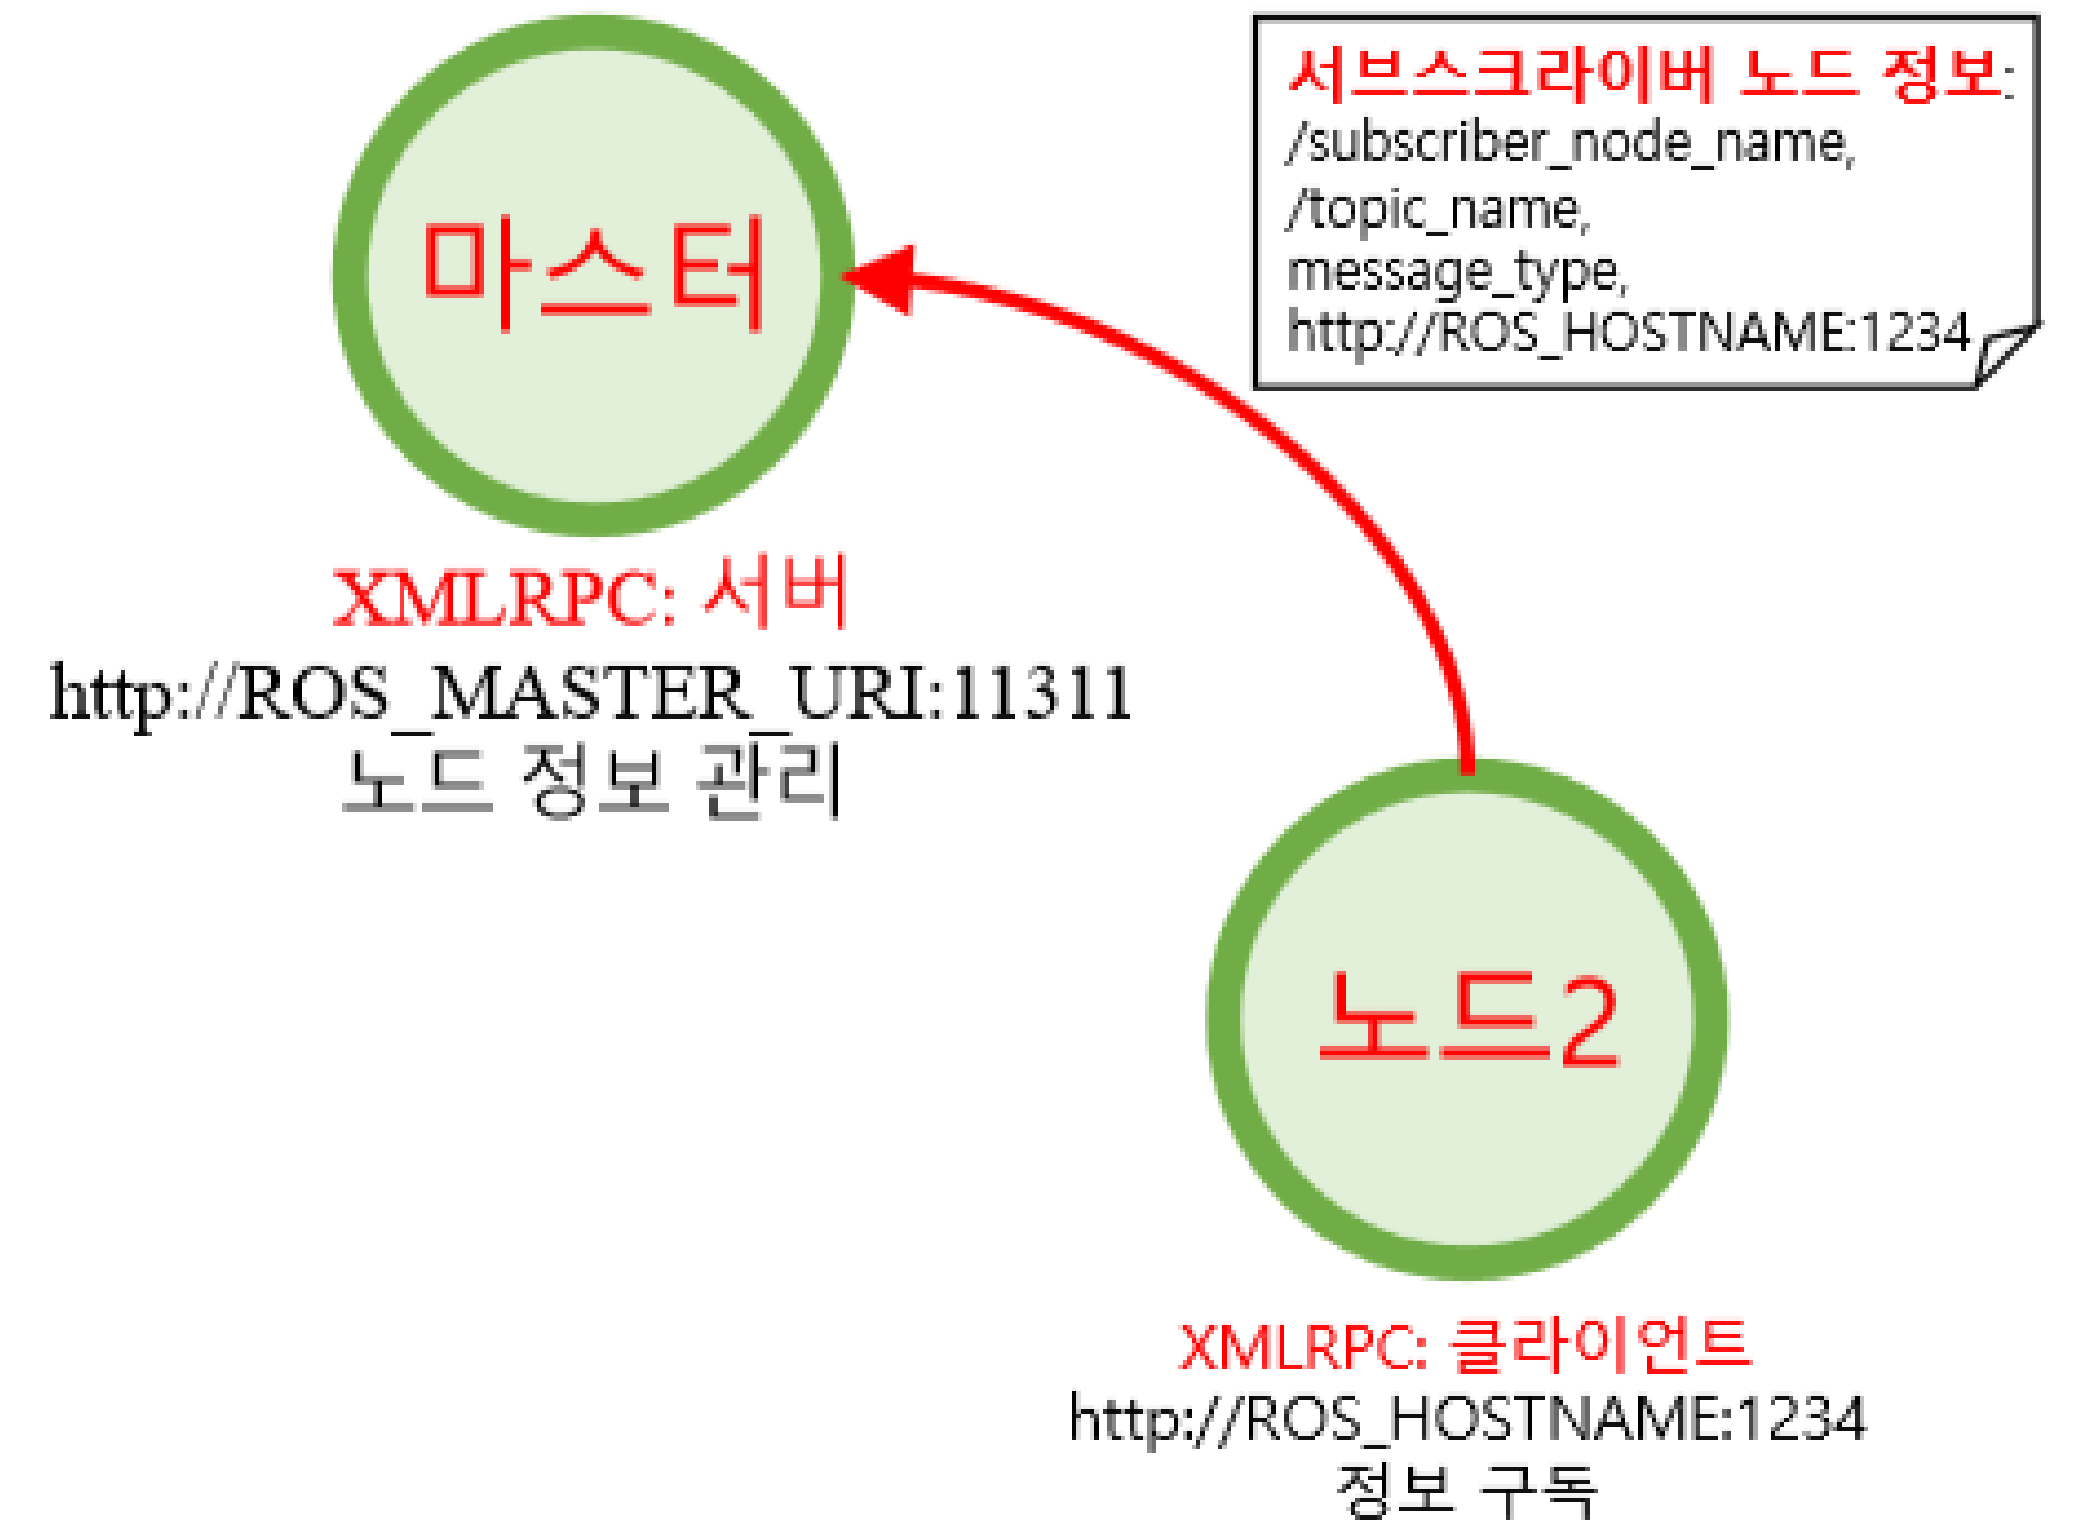 마스터
XMLRPC: 서버
http://ROS_MASTER_URI:11311
노드 정보 관리
서브스크라이버 노드 정보:
/subscriber_node_name,
/topic_name,
message_type,
http://ROS_HOSTNAME:1234
노드2
XMLRPC: 클라이언트
http://ROS_HOSTNAME:1234
정보 구독